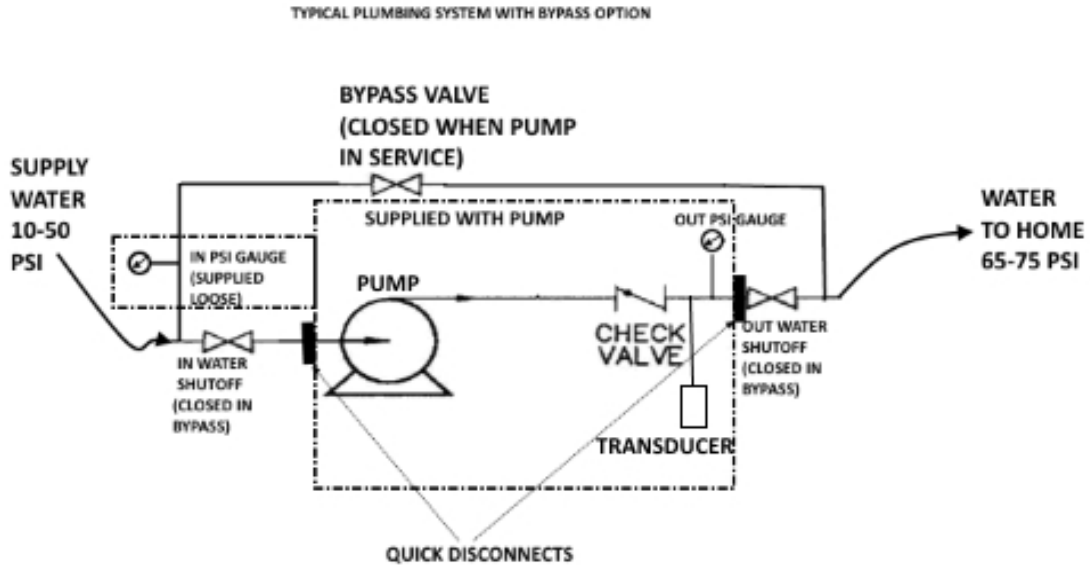 TYPICAL PLUMBING SYSTEM WITH BYPASS OPTION
BYPASS VALVE
(CLOSED WHEN PUMP
IN SERVICE)
SUPPLY
WATER
10-50
PSI
SUPPLIED WITH PUMP
OUT PSI GAUGE
WATER
TO HOME
65-75 PSI
IN PSI GAUGE
(SUPPLIED
LOOSE)
PUMP
CHECK
VALVE
OUT WATER
SHUTOFF
(CLOSED IN
BYPASS)
IN WATER
SHUTOFF
(CLOSED IN
BYPASS)
TRANSDUCER
QUICK DISCONNECTS